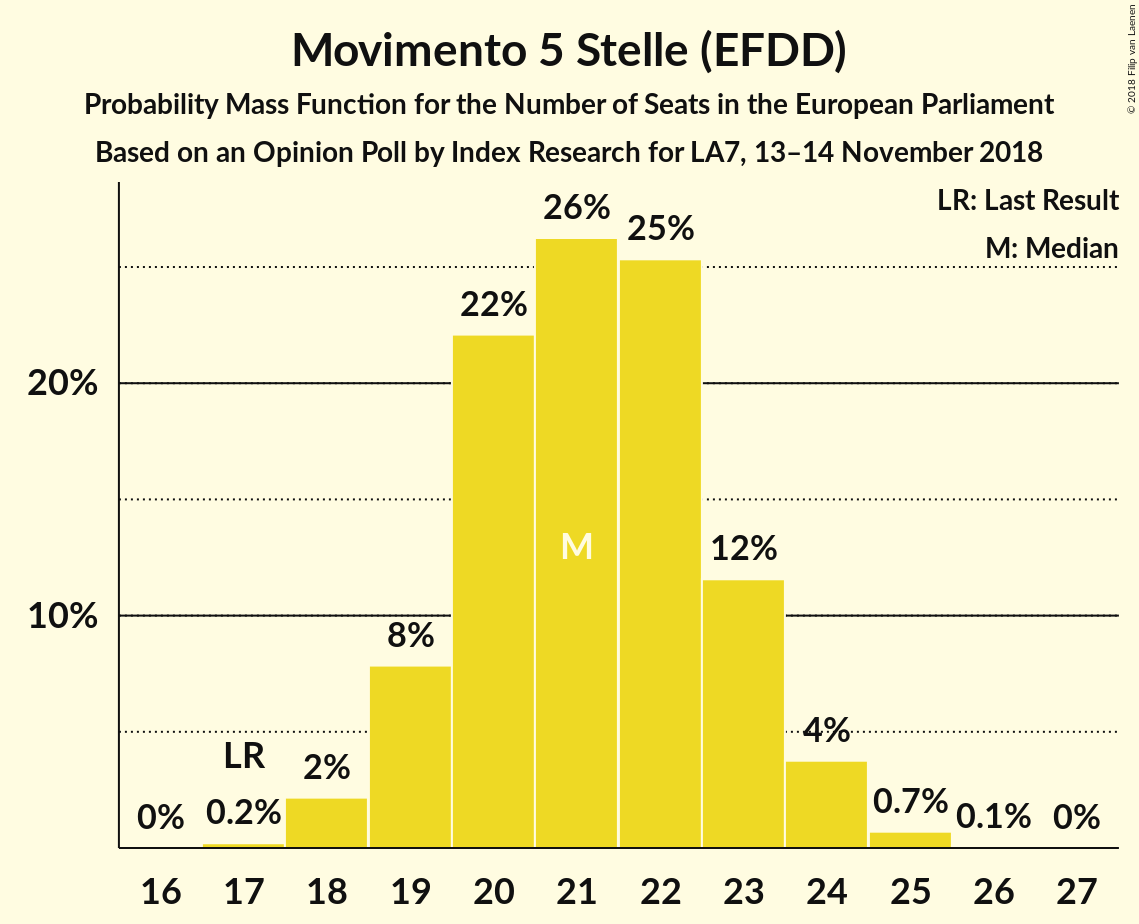 Movimento 5 Stelle (EFDD)
Probability Mass Function for the Number of Seats in the European Parliament
Based on an Opinion Poll by Index Research for LA7, 13–14 November 2018
© 2018 Filip van Laenen
LR: Last Result
M: Median
26%
25%
22%
20%
M
12%
10%
8%
4%
LR
2%
0%
0.2%
0.7%
0.1%
0%
16 17 18 19 20 21 22 23 24 25 26 27